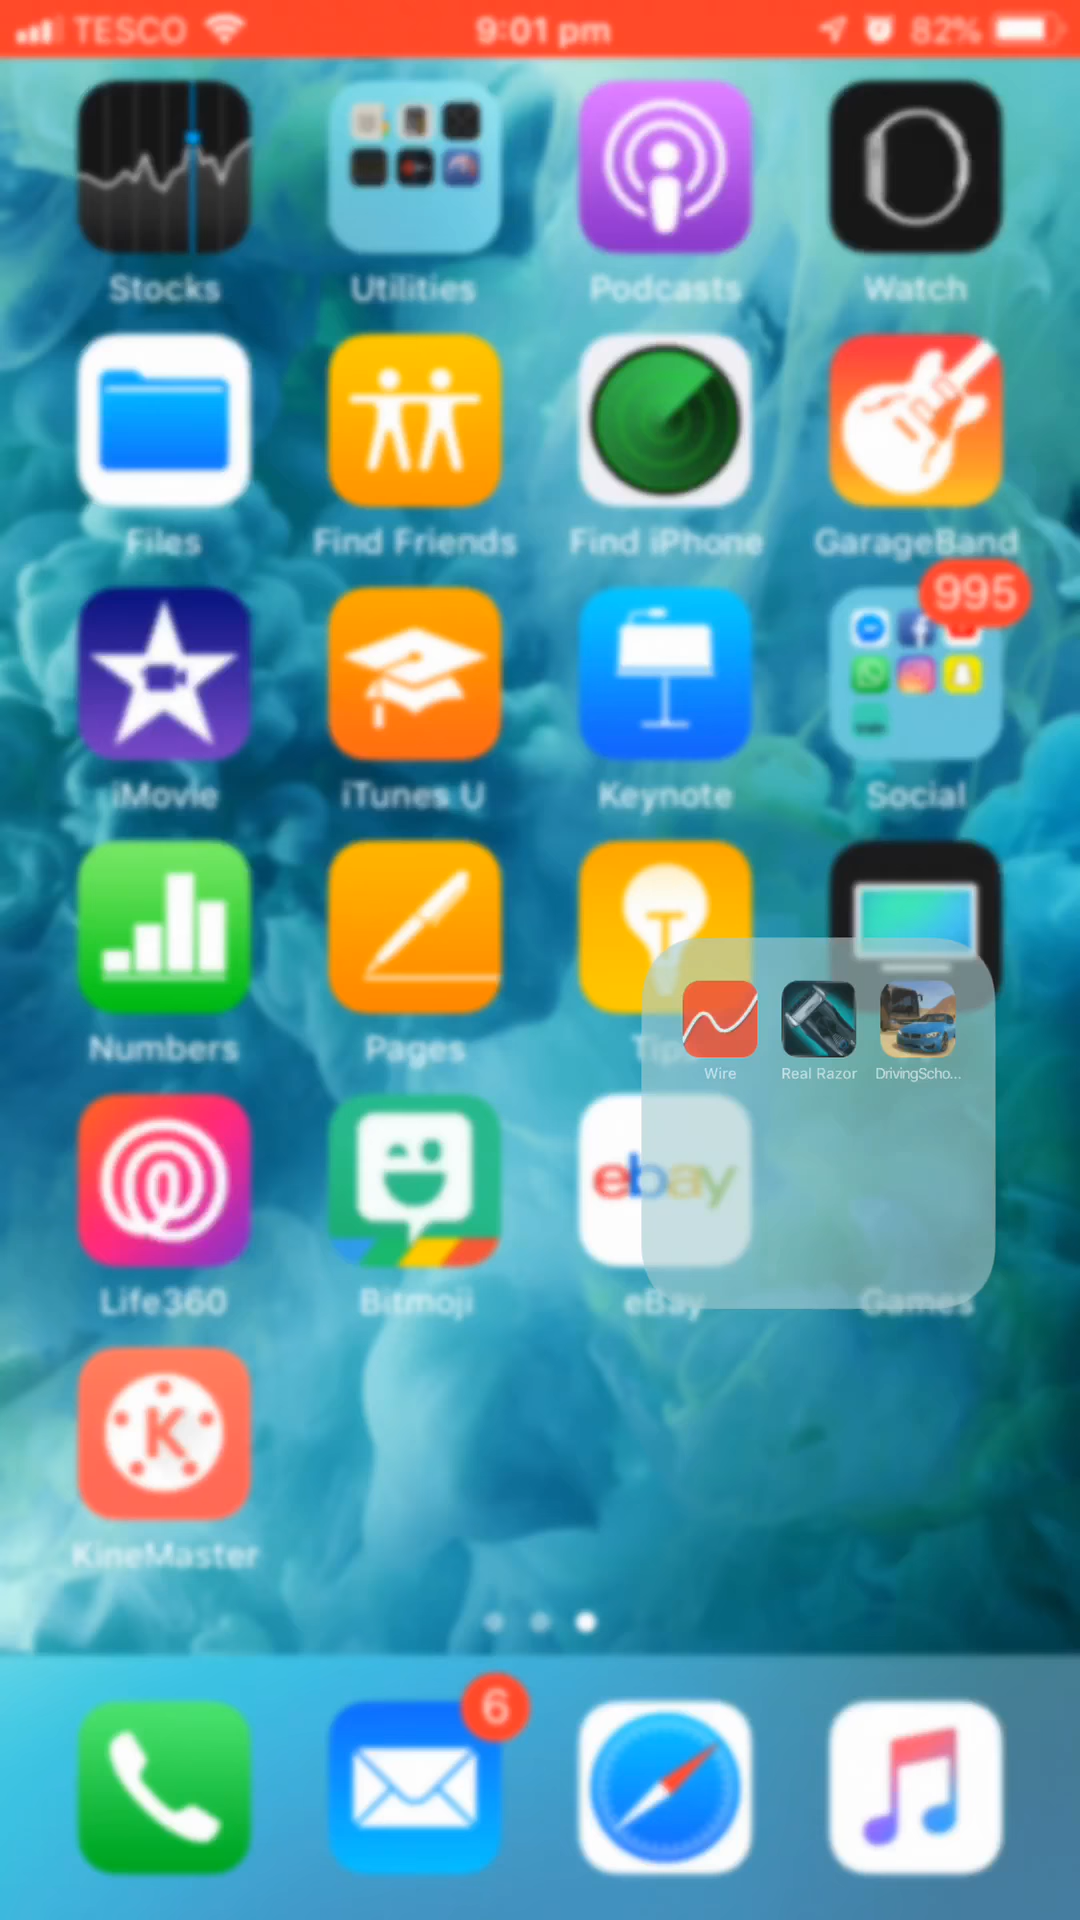 TESCO 9:01 pm 82%
Stocks Utilities Podcasts Watch
Files Find Friends Find iPhone GarageBand
995
iMovie iTunes U Keynote Social
Numbers Pages Tip
Wire Real Razor DrivingScho...
ebay
Life360 Bitmoji eBay Games
K
KineMaster
6